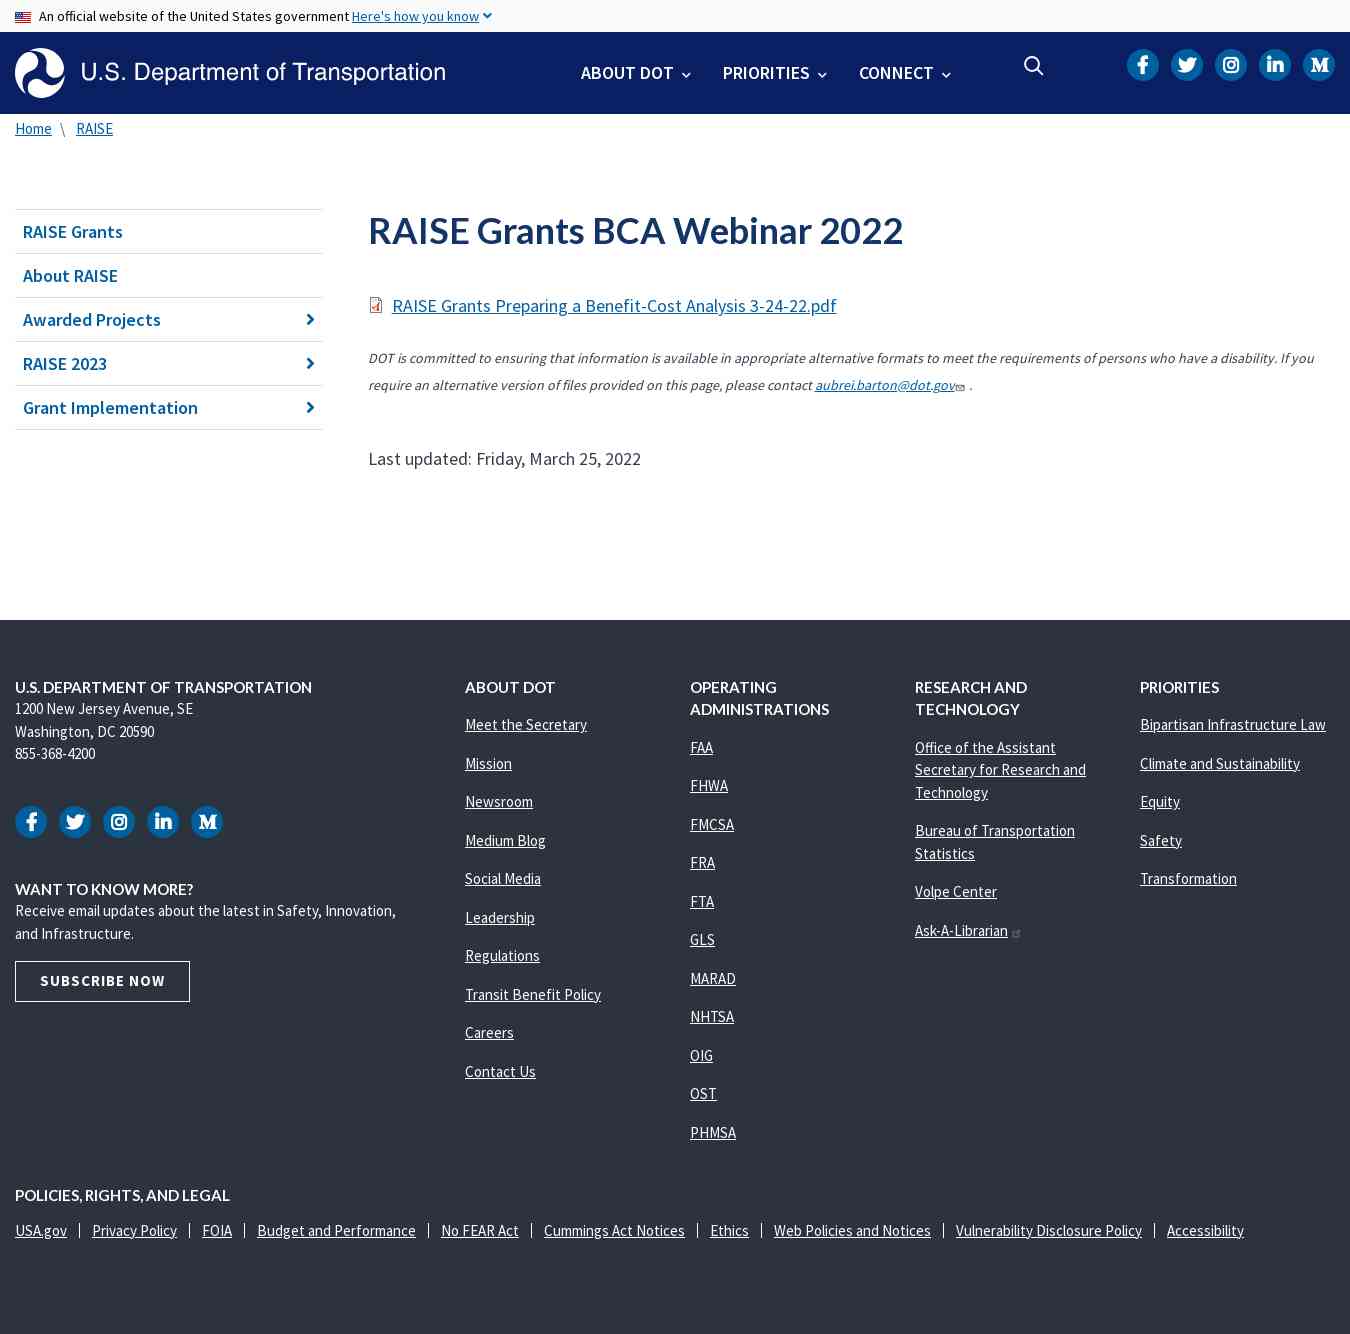 An official website of the United States government Here's how you know
U.S. Department of Transportation
ABOUT DOT
PRIORITIES
CONNECT
Home \ RAISE
RAISE Grants
About RAISE
Awarded Projects
RAISE 2023
Grant Implementation
RAISE Grants BCA Webinar 2022
RAISE Grants Preparing a Benefit-Cost Analysis 3-24-22.pdf
DOT is committed to ensuring that information is available in appropriate alternative formats to meet the requirements of persons who have a disability. If you
require an alternative version of files provided on this page, please contact aubrei.barton@dot.gov .
Last updated: Friday, March 25, 2022
U.S. DEPARTMENT OF TRANSPORTATION
1200 New Jersey Avenue, SE
Washington, DC 20590
855-368-4200
WANT TO KNOW MORE?
Receive email updates about the latest in Safety, Innovation,
and Infrastructure.
SUBSCRIBE NOW
ABOUT DOT
Meet the Secretary
Mission
Newsroom
Medium Blog
Social Media
Leadership
Regulations
Transit Benefit Policy
Careers
Contact Us
OPERATING
ADMINISTRATIONS
FAA
FHWA
FMCSA
FRA
FTA
GLS
MARAD
NHTSA
OIG
OST
PHMSA
RESEARCH AND
TECHNOLOGY
Office of the Assistant
Secretary for Research and
Technology
Bureau of Transportation
Statistics
Volpe Center
Ask-A-Librarian
PRIORITIES
Bipartisan Infrastructure Law
Climate and Sustainability
Equity
Safety
Transformation
POLICIES, RIGHTS, AND LEGAL
USA.gov | Privacy Policy | FOIA | Budget and Performance | No FEAR Act | Cummings Act Notices | Ethics | Web Policies and Notices | Vulnerability Disclosure Policy | Accessibility